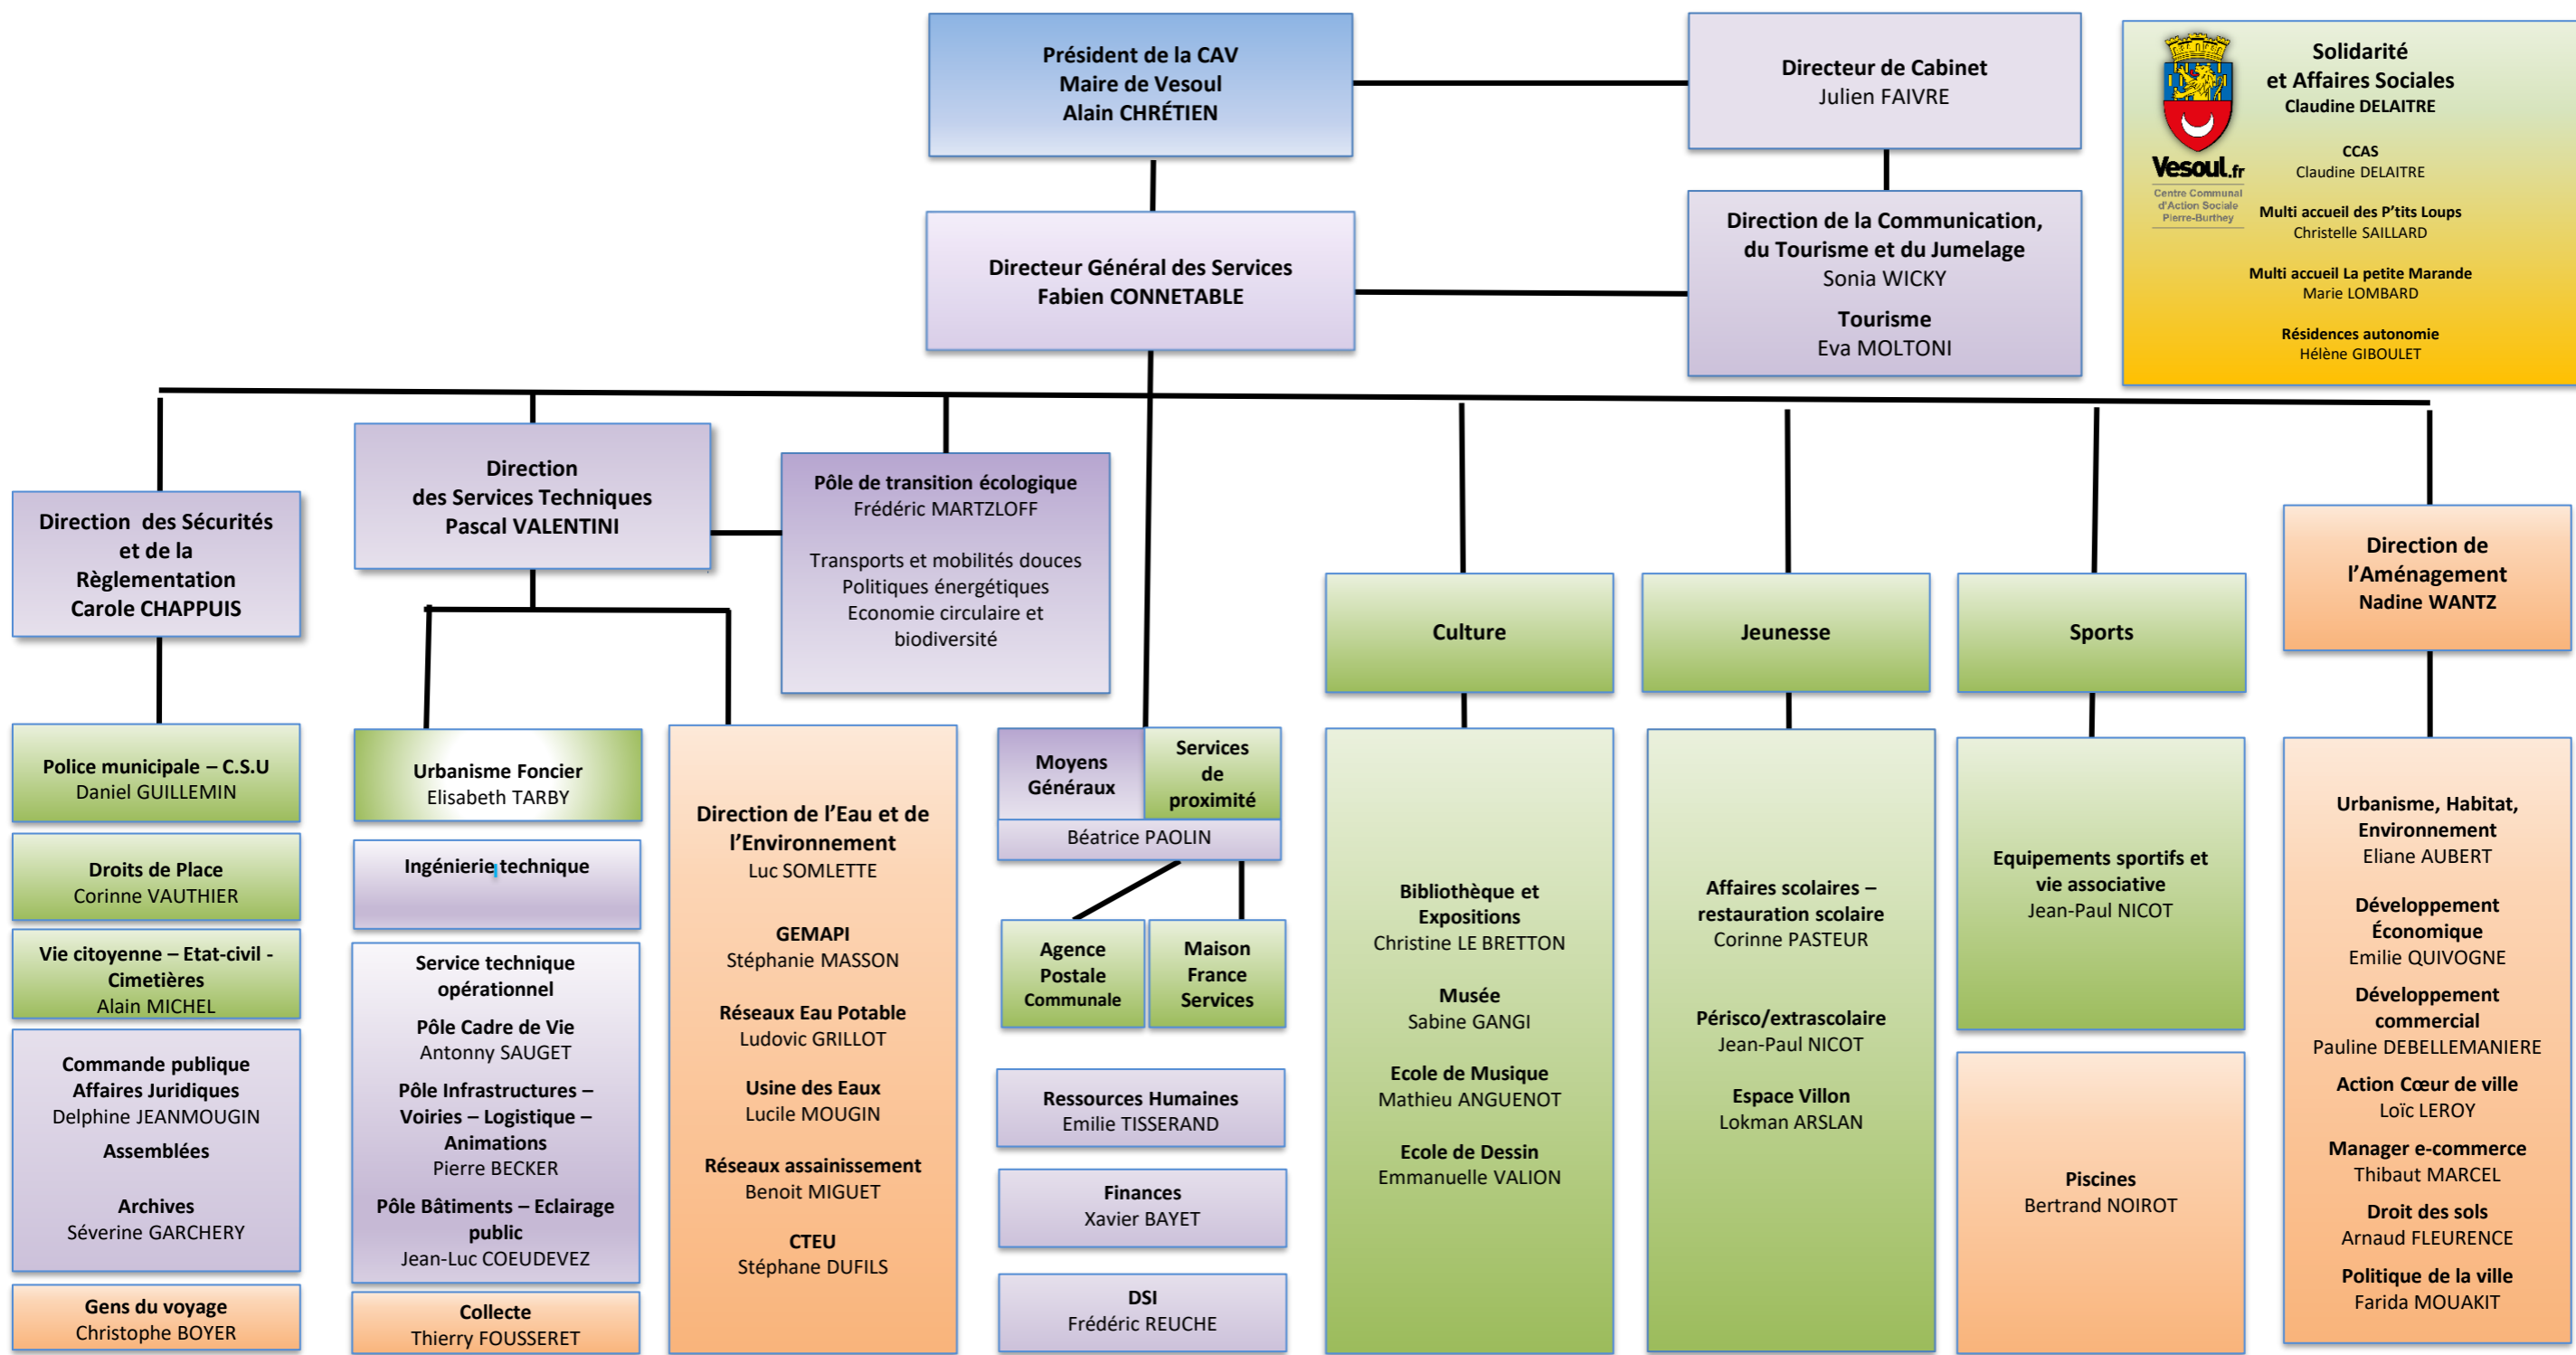 Président de la CAV
Maire de Vesoul
Alain CHRÉTIEN
Directeur de Cabinet
Julien FAIVRE
Solidarité
et Affaires Sociales
Claudine DELAITRE
CCAS
Claudine DELAITRE
Multi accueil des P'tits Loups
Christelle SAILLARD
Multi accueil La petite Marande
Marie LOMBARD
Résidences autonomie
Hélène GIBOULET
Vesoul.fr
Centre Communal
d'Action Sociale
Pierre-Burthey
Directeur Général des Services
Fabien CONNETABLE
Direction de la Communication,
du Tourisme et du Jumelage
Sonia WICKY
Tourisme
Eva MOLTONI
Direction des Sécurités
et de la
Règlementation
Carole CHAPPUIS
Direction
des Services Techniques
Pascal VALENTINI
Pôle de transition écologique
Frédéric MARTZLOFF
Transports et mobilités douces
Politiques énergétiques
Economie circulaire et
biodiversité
Culture
Jeunesse
Sports
Direction de
l'Aménagement
Nadine WANTZ
Police municipale – C.S.U
Daniel GUILLEMIN
Droits de Place
Corinne VAUTHIER
Vie citoyenne – Etat-civil -
Cimetières
Alain MICHEL
Commande publique
Affaires Juridiques
Delphine JEANMOUGIN
Assemblées
Archives
Séverine GARCHERY
Gens du voyage
Christophe BOYER
Urbanisme Foncier
Elisabeth TARBY
Ingénierie technique
Service technique
opérationnel
Pôle Cadre de Vie
Antonny SAUGET
Pôle Infrastructures –
Voiries – Logistique –
Animations
Pierre BECKER
Pôle Bâtiments – Eclairage
public
Jean-Luc COEUDEVEZ
Collecte
Thierry FOUSSERET
Direction de l'Eau et de
l'Environnement
Luc SOMLETTE
GEMAPI
Stéphanie MASSON
Réseaux Eau Potable
Ludovic GRILLOT
Usine des Eaux
Lucile MOUGIN
Réseaux assainissement
Benoit MIGUET
CTEU
Stéphane DUFILS
Moyens
Généraux
Services
de
proximité
Béatrice PAOLIN
Agence
Postale
Communale
Maison
France
Services
Ressources Humaines
Emilie TISSERAND
Finances
Xavier BAYET
DSI
Frédéric REUCHE
Bibliothèque et
Expositions
Christine LE BRETTON
Musée
Sabine GANGI
Ecole de Musique
Mathieu ANGUENOT
Ecole de Dessin
Emmanuelle VALION
Affaires scolaires –
restauration scolaire
Corinne PASTEUR
Périsco/extrascolaire
Jean-Paul NICOT
Espace Villon
Lokman ARSLAN
Equipements sportifs et
vie associative
Jean-Paul NICOT
Piscines
Bertrand NOIROT
Urbanisme, Habitat,
Environnement
Eliane AUBERT
Développement
Économique
Emilie QUIVOGNE
Développement
commercial
Pauline DEBELLEMANIERE
Action Cœur de ville
Loïc LEROY
Manager e-commerce
Thibaut MARCEL
Droit des sols
Arnaud FLEURENCE
Politique de la ville
Farida MOUAKIT